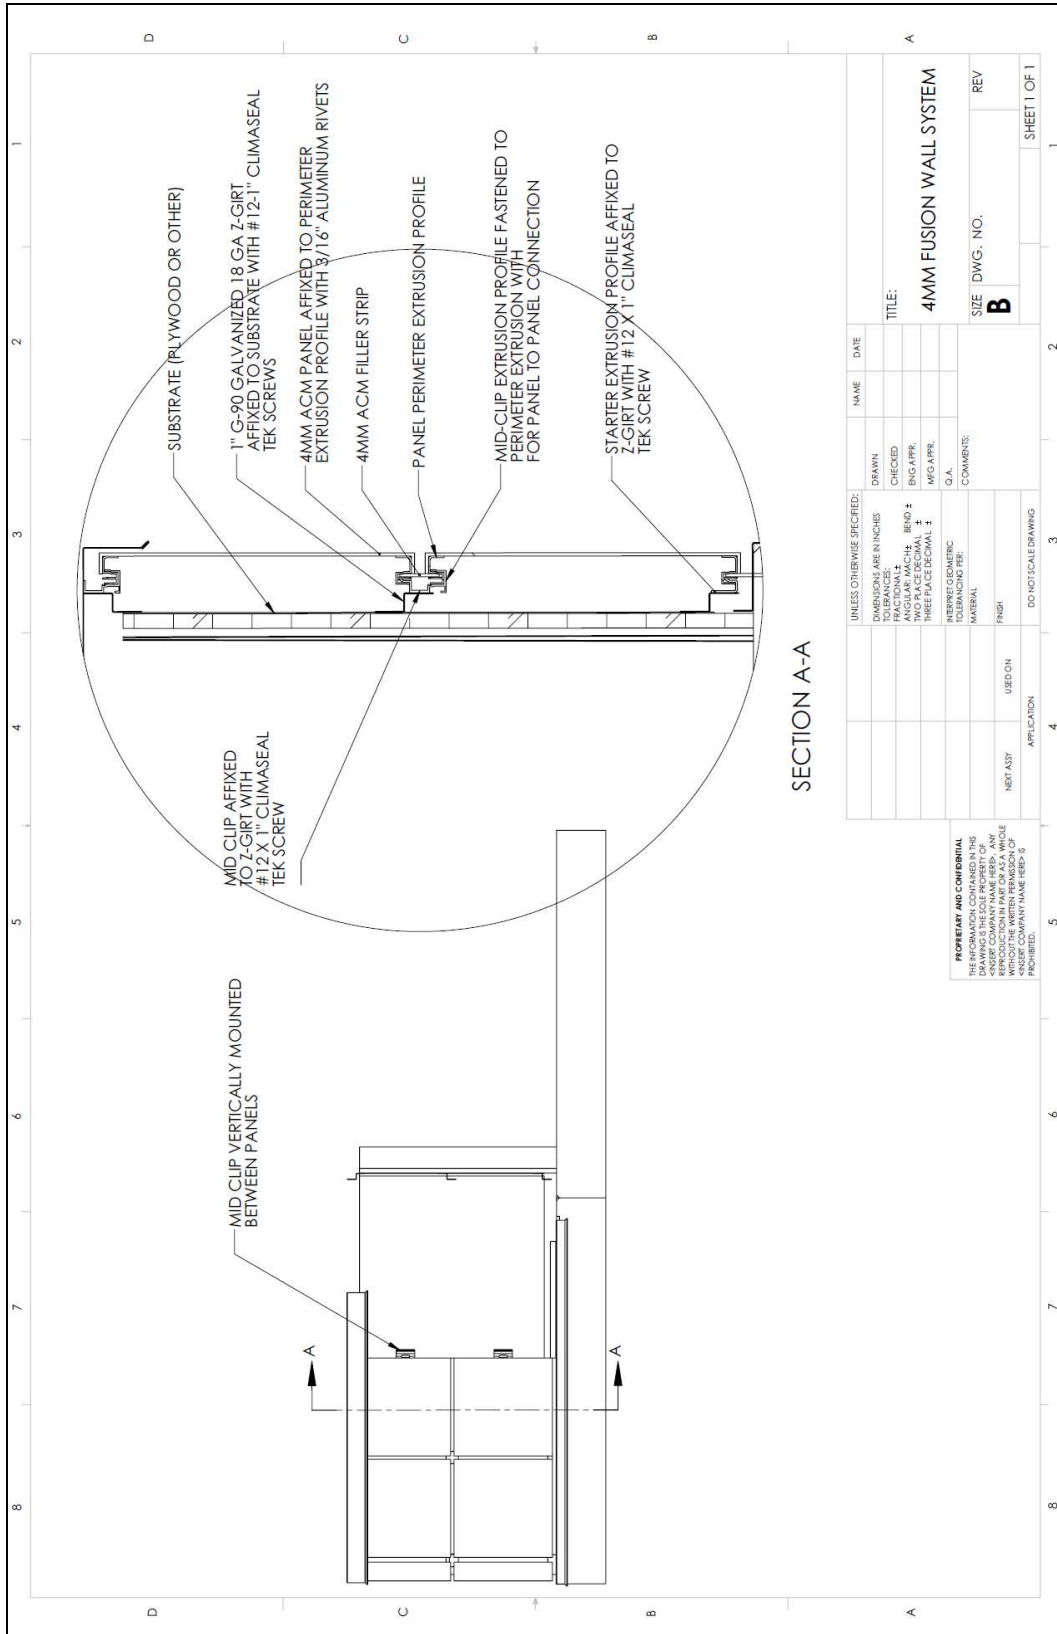 8
7
6
5
4
3
2
1
D
C
B
A
MID CLIP VERTICALLY MOUNTED
BETWEEN PANELS
A
A
MID CLIP AFFIXED
TO Z-GIRT WITH
#12 X 1" CLIMASEAL
TEK SCREW
SUBSTRATE (PLYWOOD OR OTHER)
1" G-90 GALVANIZED 18 GA Z-GIRT
AFFIXED TO SUBSTRATE WITH #12-1" CLIMASEAL
TEK SCREWS
4MM ACM PANEL AFFIXED TO PERIMETER
EXTRUSION PROFILE WITH 3/16" ALUMINUM RIVETS
4MM ACM FILLER STRIP
PANEL PERIMETER EXTRUSION PROFILE
MID-CLIP EXTRUSION PROFILE FASTENED TO
PERIMETER EXTRUSION WITH
FOR PANEL TO PANEL CONNECTION
STARTER EXTRUSION PROFILE AFFIXED TO
Z-GIRT WITH #12 X 1" CLIMASEAL
TEK SCREW
SECTION A-A
PROPRIETARY AND CONFIDENTIAL
THE INFORMATION CONTAINED IN THIS
DRAWING IS THE SOLE PROPERTY OF
<INSERT COMPANY NAME HERE>. ANY
REPRODUCTION IN PART OR AS A WHOLE
WITHOUT THE WRITTEN PERMISSION OF
<INSERT COMPANY NAME HERE> IS
PROHIBITED.
NEXT ASSY
USED ON
APPLICATION
UNLESS OTHERWISE SPECIFIED:
DIMENSIONS ARE IN INCHES
TOLERANCES:
FRACTIONAL ±
ANGULAR: MACH ± BEND ±
TWO PLACE DECIMAL ±
THREE PLACE DECIMAL ±
INTERPRET GEOMETRIC
TOLERANCING PER:
MATERIAL
FINISH
DO NOT SCALE DRAWING
NAME
DATE
DRAWN
CHECKED
ENG APPR.
MFG APPR.
Q.A.
COMMENTS:
TITLE:
4MM FUSION WALL SYSTEM
SIZE
B
DWG. NO.
REV
SHEET 1 OF 1
D
C
B
A
8
7
6
5
4
3
2
1